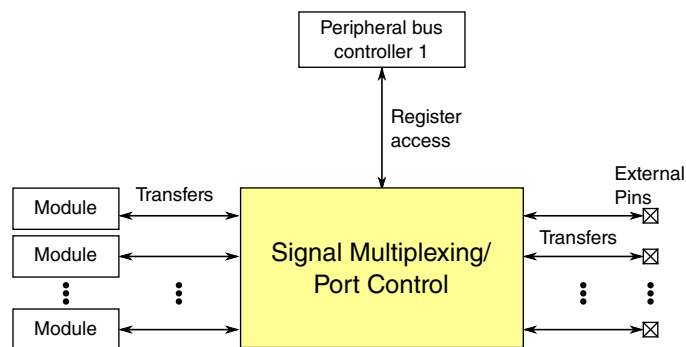 Peripheral bus
controller 1
Register
access
External
Pins
Module
Transfers
Module
Module
Signal Multiplexing/
Port Control
Transfers